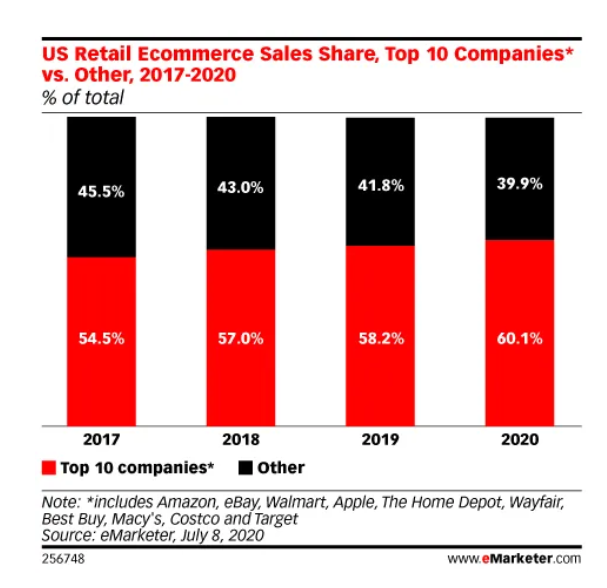 US Retail Ecommerce Sales Share, Top 10 Companies*
vs. Other, 2017-2020
% of total
45.5%
43.0%
41.8%
39.9%
54.5%
57.0%
58.2%
60.1%
2017
2018
2019
2020
Top 10 companies*
Other
Note: *includes Amazon, eBay, Walmart, Apple, The Home Depot, Wayfair,
Best Buy, Macy's, Costco and Target
Source: eMarketer, July 8, 2020
256748
www.eMarketer.com